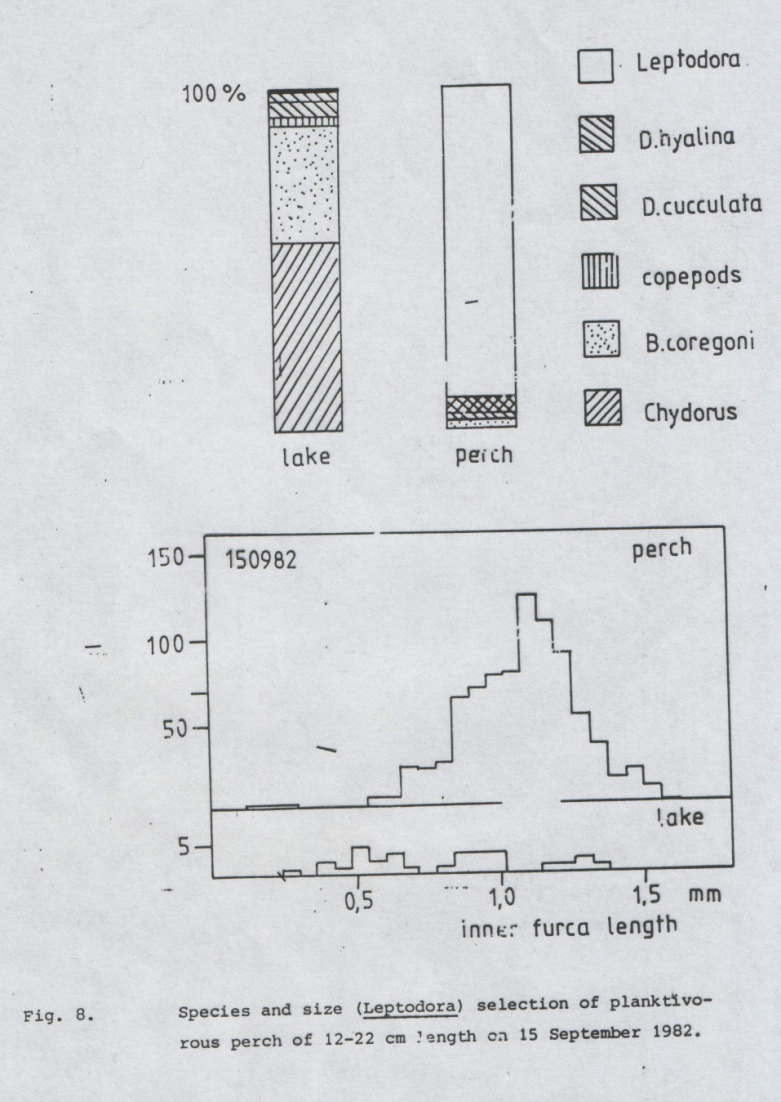 100 %
Leptodora
D.hyalina
D.cucculata
copepods
B.coregoni
Chydorus
lake
perch
150
150982
perch
100
50
lake
5
0,5
1,0
1,5
mm
inner furca length
Fig. 8.
Species and size (Leptodora) selection of planktivo-
rous perch of 12-22 cm length on 15 September 1982.